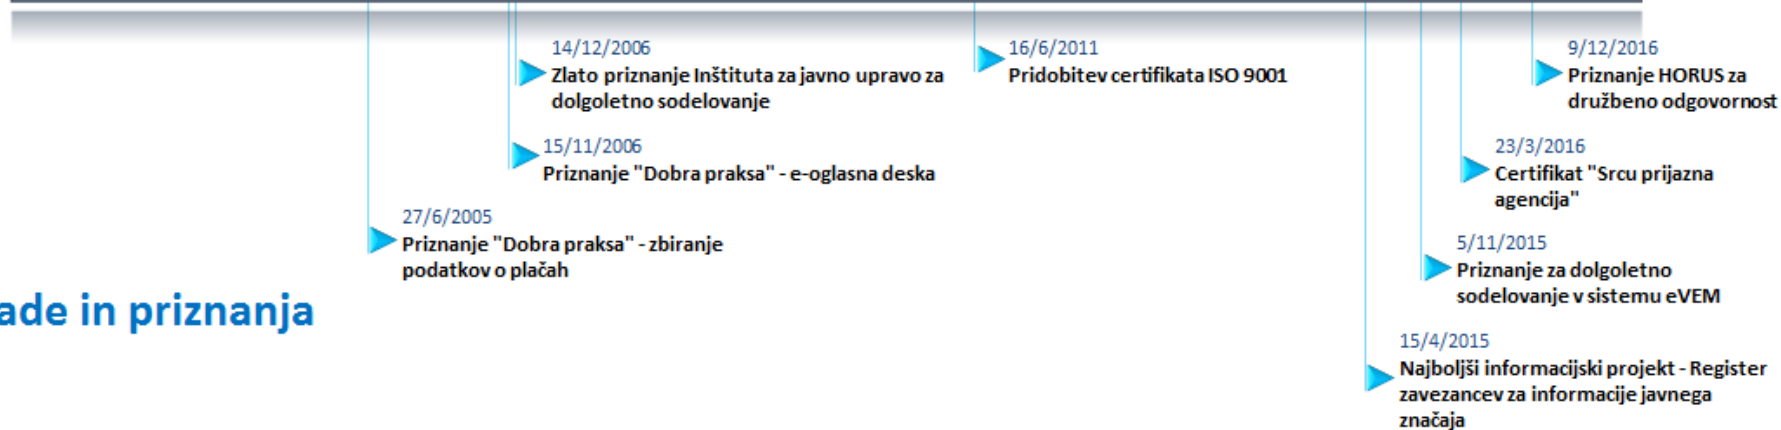 14/12/2006
Zlato priznanje Inštituta za javno upravo za
dolgoletno sodelovanje
15/11/2006
Priznanje "Dobra praksa" - e-oglasna deska
27/6/2005
Priznanje "Dobra praksa" - zbiranje
podatkov o plačah
ade in priznanja
16/6/2011
Pridobitev certifikata ISO 9001
9/12/2016
Priznanje HORUS za
družbeno odgovornost
23/3/2016
Certifikat "Srcu prijazna
agencija"
5/11/2015
Priznanje za dolgoletno
sodelovanje v sistemu eVEM
15/4/2015
Najboljši informacijski projekt - Register
zavezancev za informacije javnega
značaja